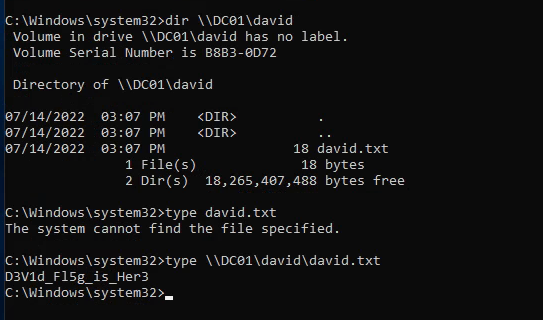 C:\Windows\system32>dir \\DC01\david
 Volume in drive \\DC01\david has no label.
 Volume Serial Number is B8B3-0D72

 Directory of \\DC01\david

07/14/2022  03:07 PM    <DIR>          .
07/14/2022  03:07 PM    <DIR>          ..
07/14/2022  03:07 PM                18 david.txt
               1 File(s)             18 bytes
               2 Dir(s)  18,265,407,488 bytes free

C:\Windows\system32>type david.txt
The system cannot find the file specified.

C:\Windows\system32>type \\DC01\david\david.txt
D3V1d_Fl5g_is_Her3
C:\Windows\system32>